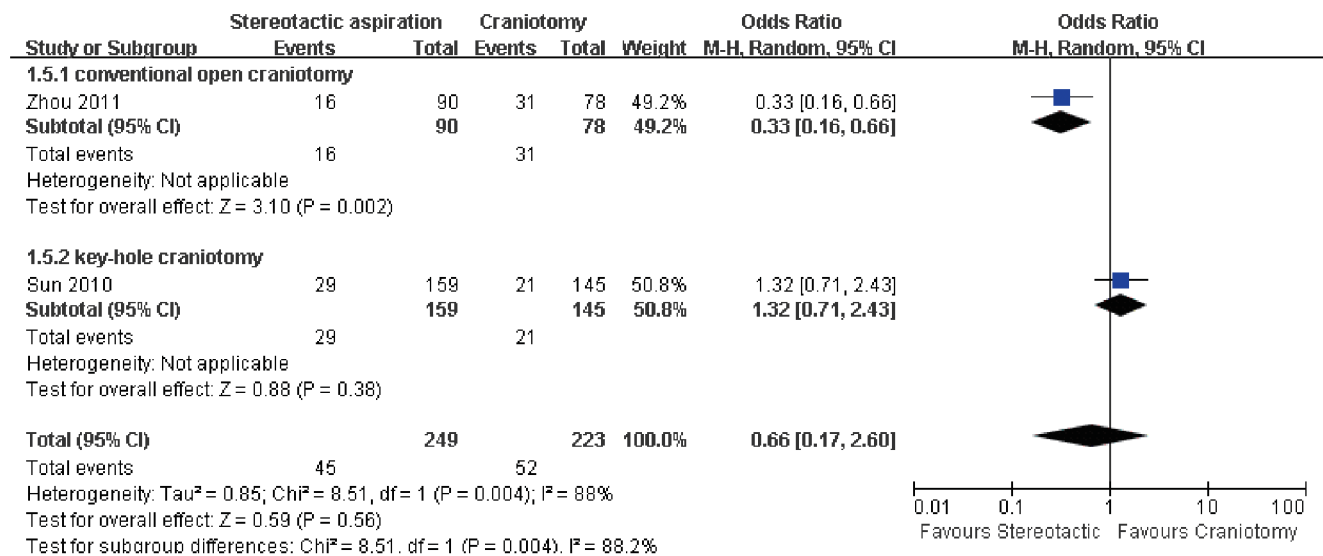 Stereotactic aspiration Craniotomy Odds Ratio Odds Ratio
Study or Subgroup Events Total Events Total Weight M-H, Random, 95% CI M-H, Random, 95% CI
1.5.1 conventional open craniotomy
Zhou 2011 16 90 31 78 49.2% 0.33 [0.16, 0.66]
Subtotal (95% CI) 90 78 49.2% 0.33 [0.16, 0.66]
Total events 16 31
Heterogeneity: Not applicable
Test for overall effect: Z = 3.10 (P = 0.002)
1.5.2 key-hole craniotomy
Sun 2010 29 159 21 145 50.8% 1.32 [0.71, 2.43]
Subtotal (95% CI) 159 145 50.8% 1.32 [0.71, 2.43]
Total events 29 21
Heterogeneity: Not applicable
Test for overall effect: Z = 0.88 (P = 0.38)
Total (95% CI) 249 223 100.0% 0.66 [0.17, 2.60]
Total events 45 52
Heterogeneity: Tau² = 0.85; Chi² = 8.51, df = 1 (P = 0.004); I² = 88%
Test for overall effect: Z = 0.59 (P = 0.56)
Test for subgroup differences: Chi² = 8.51, df = 1 (P = 0.004), I² = 88.2%
0.01 0.1 1 10 100
Favours Stereotactic Favours Craniotomy